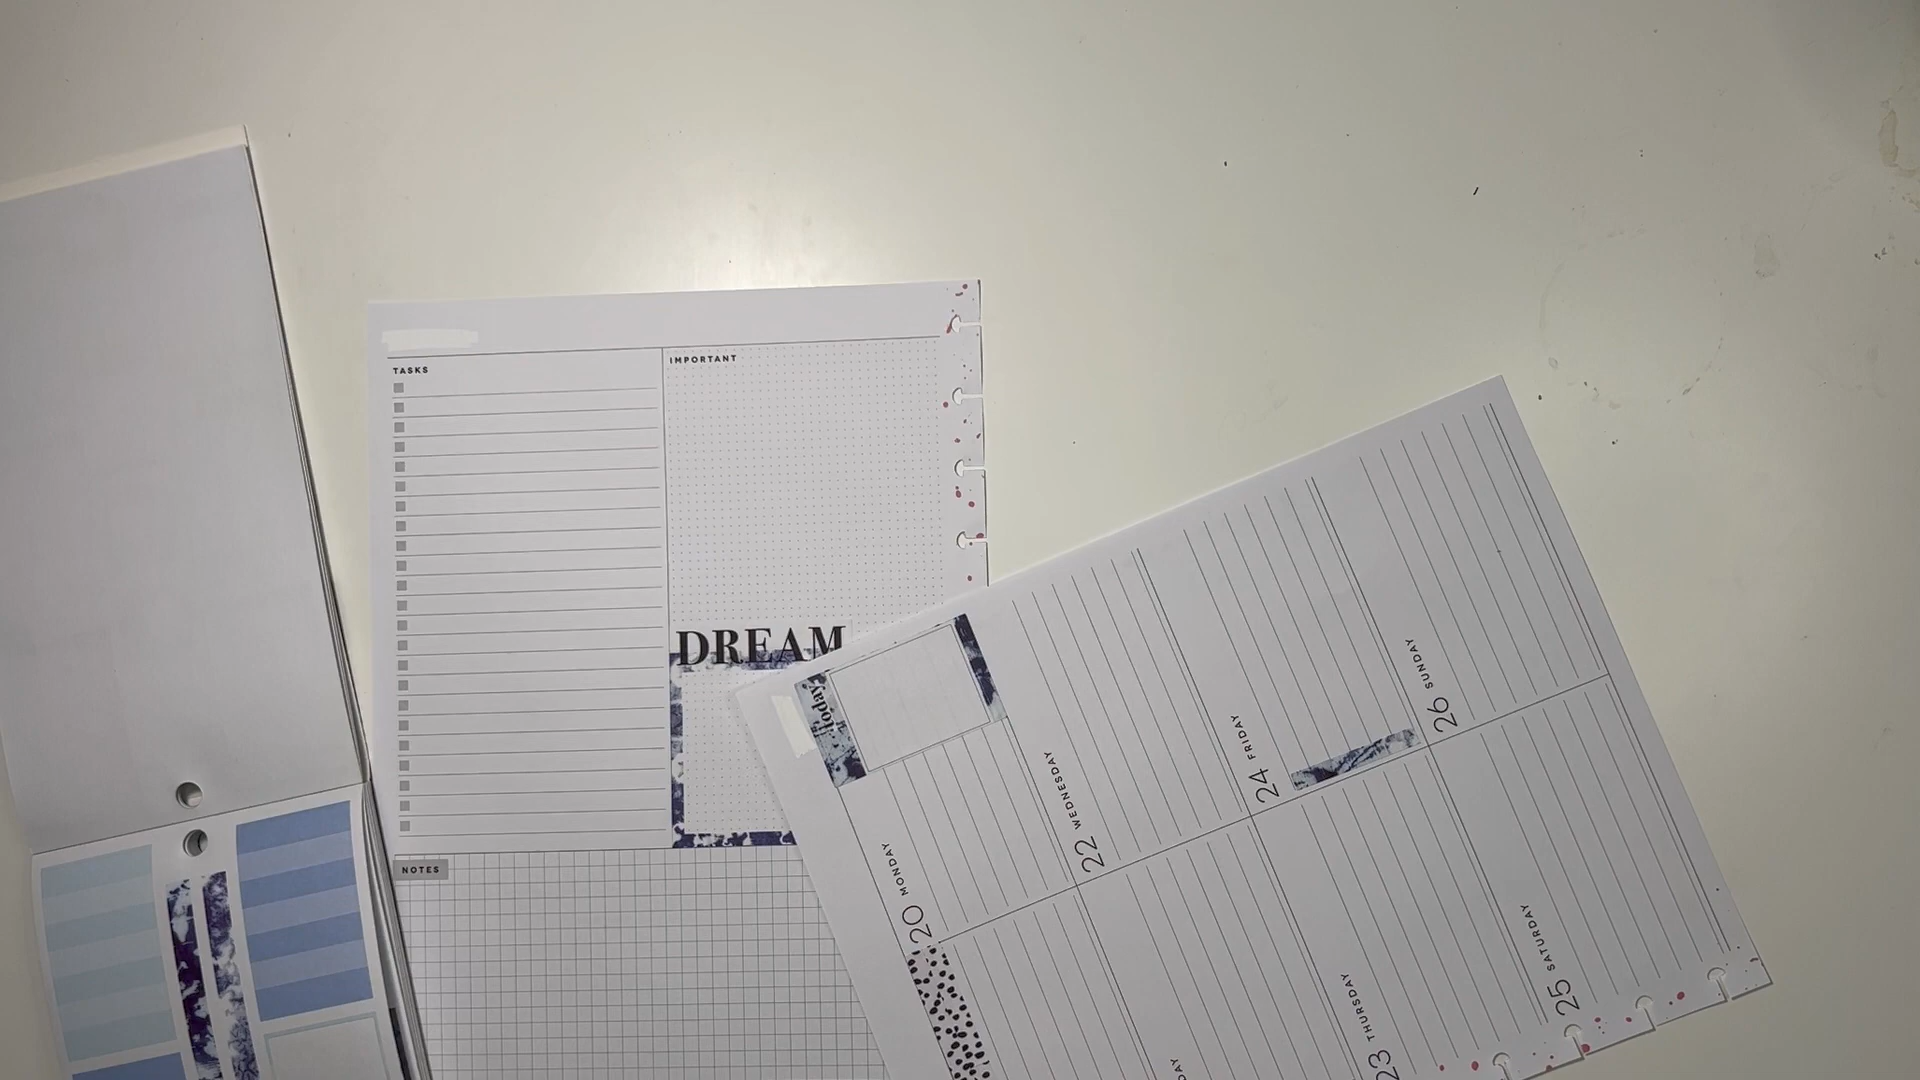 TASKS
IMPORTANT
DREAM
NOTES
today
20 MONDAY
22 WEDNESDAY
24 FRIDAY
26 SUNDAY
23 THURSDAY
25 SATURDAY